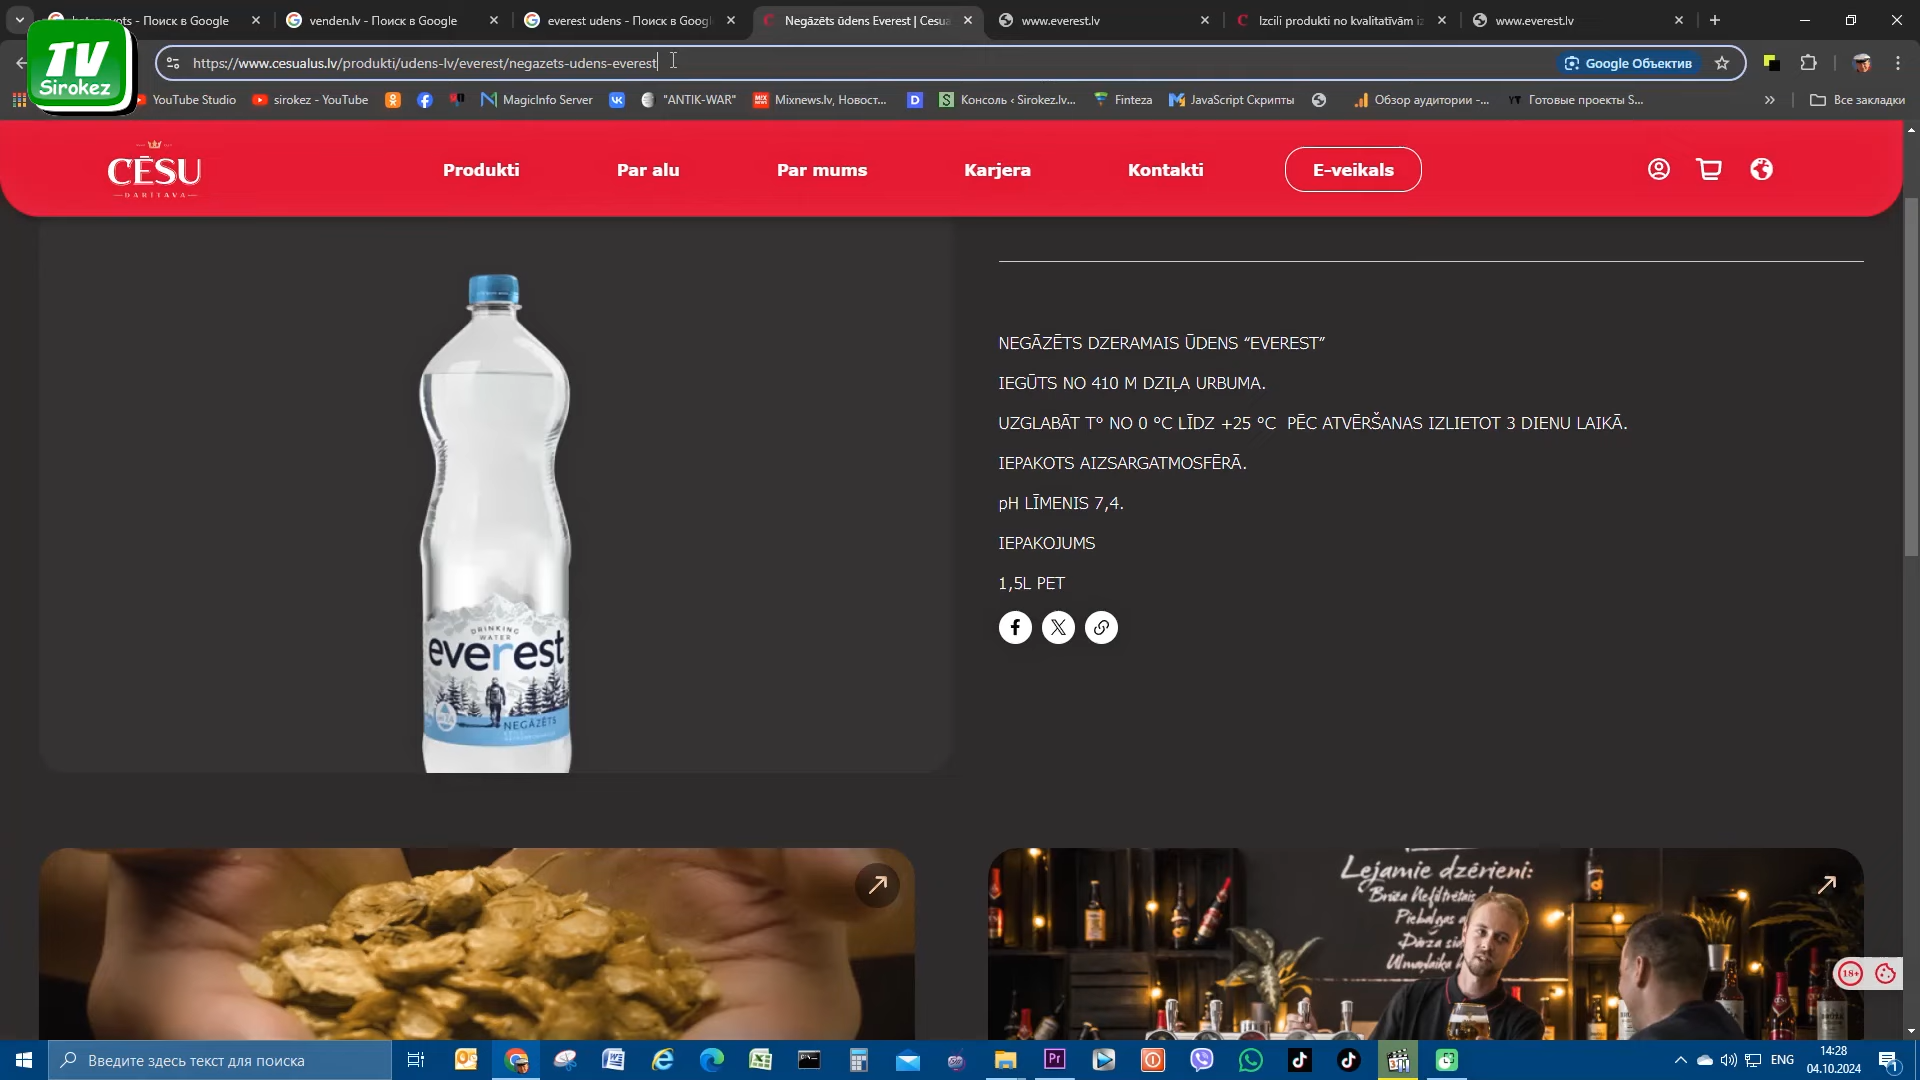 - Поиск в Google
venden.lv - Поиск в Google
everest udens - Поиск в Googl
Negāzēts ūdens Everest | Cēsu
www.everest.lv
Izcili produkti no kvalitatīvām iz
www.everest.lv
TV
Sirokez
https://www.cesualus.lv/produkti/udens-lv/everest/negazets-udens-everest
Google Объектив
YouTube Studio
sirokez - YouTube
MagicInfo Server
"ANTIK-WAR"
Mixnews.lv, Новост...
Консоль ‹ Sirokez.lv...
Finteza
JavaScript Скрипты
Обзор аудитории -...
Готовые проекты S...
Все закладки
CĒSU
DARĪTAVA
Produkti
Par alu
Par mums
Karjera
Kontakti
E-veikals
NEGĀZĒTS DZERAMAIS ŪDENS “EVEREST”
IEGŪTS NO 410 M DZIĻA URBUMA.
UZGLABĀT T° NO 0 °C LĪDZ +25 °C PĒC ATVĒRŠANAS IZLIETOT 3 DIENU LAIKĀ.
IEPAKOTS AIZSARGATMOSFĒRĀ.
pH LĪMENIS 7,4.
IEPAKOJUMS
1,5L PET
DRINKING
WATER
everest
NEGĀZĒTS
Lejamie dzērieni:
Brūža Nefiltrētais
Piebalgas
Dārza
18+
Введите здесь текст для поиска
ENG
14:28
04.10.2024